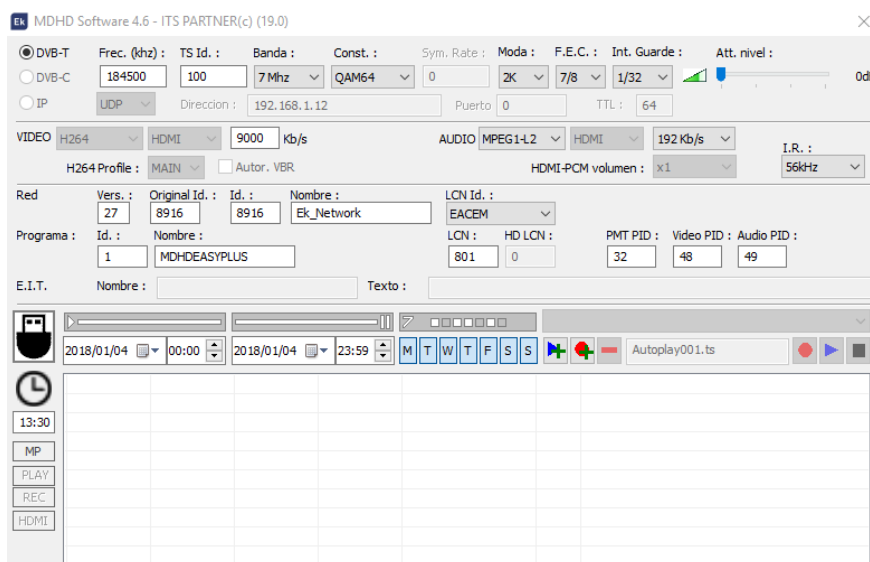 Ek MDHD Software 4.6 - ITS PARTNER(c) (19.0)
DVB-T Frec. (khz) : TS Id. : Banda : Const. : Sym. Rate : Moda : F.E.C. : Int. Guarde : Att. nivel :
DVB-C 184500 100 7 Mhz QAM64 0 2K 7/8 1/32 0d
IP UDP Direccion : 192.168.1.12 Puerto 0 TTL : 64
VIDEO H264 HDMI 9000 Kb/s AUDIO MPEG1-L2 HDMI 192 Kb/s I.R. :
H264 Profile : MAIN Autor. VBR HDMI-PCM volumen : x1 56kHz
Red Vers. : Original Id. : Id. : Nombre : LCN Id. :
27 8916 8916 Ek_Network EACEM
Programa : Id. : Nombre : LCN : HD LCN : PMT PID : Video PID : Audio PID :
1 MDHDEASYPLUS 801 0 32 48 49
E.I.T. Nombre : Texto :
2018/01/04 00:00 2018/01/04 23:59 M T W T F S S Autoplay001.ts
13:30
MP
PLAY
REC
HDMI